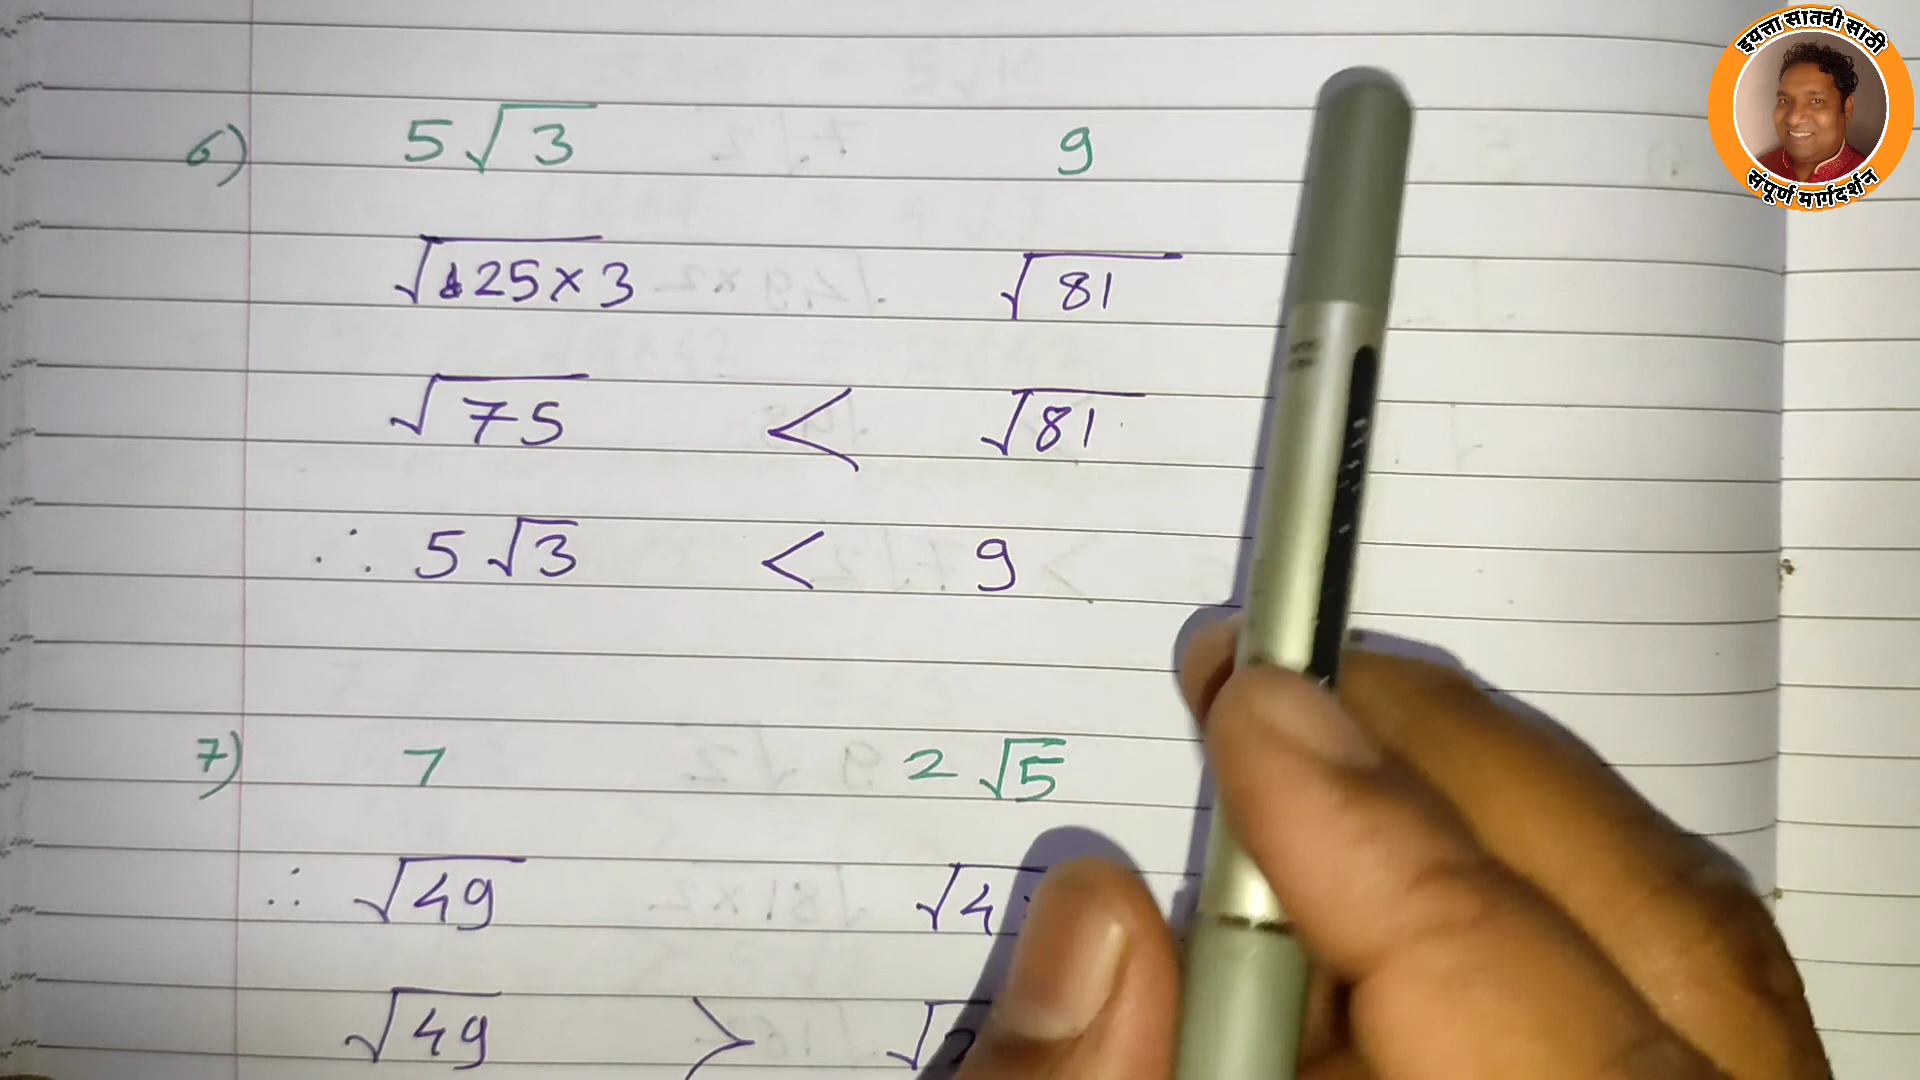 इयत्ता सातवी साठी
संपूर्ण मार्गदर्शन
6) 5√3 9
√25×3 √81
√75 < √81
∴ 5√3 < 9
7) 7 2√5
∴ √49 √4
√49 > √2